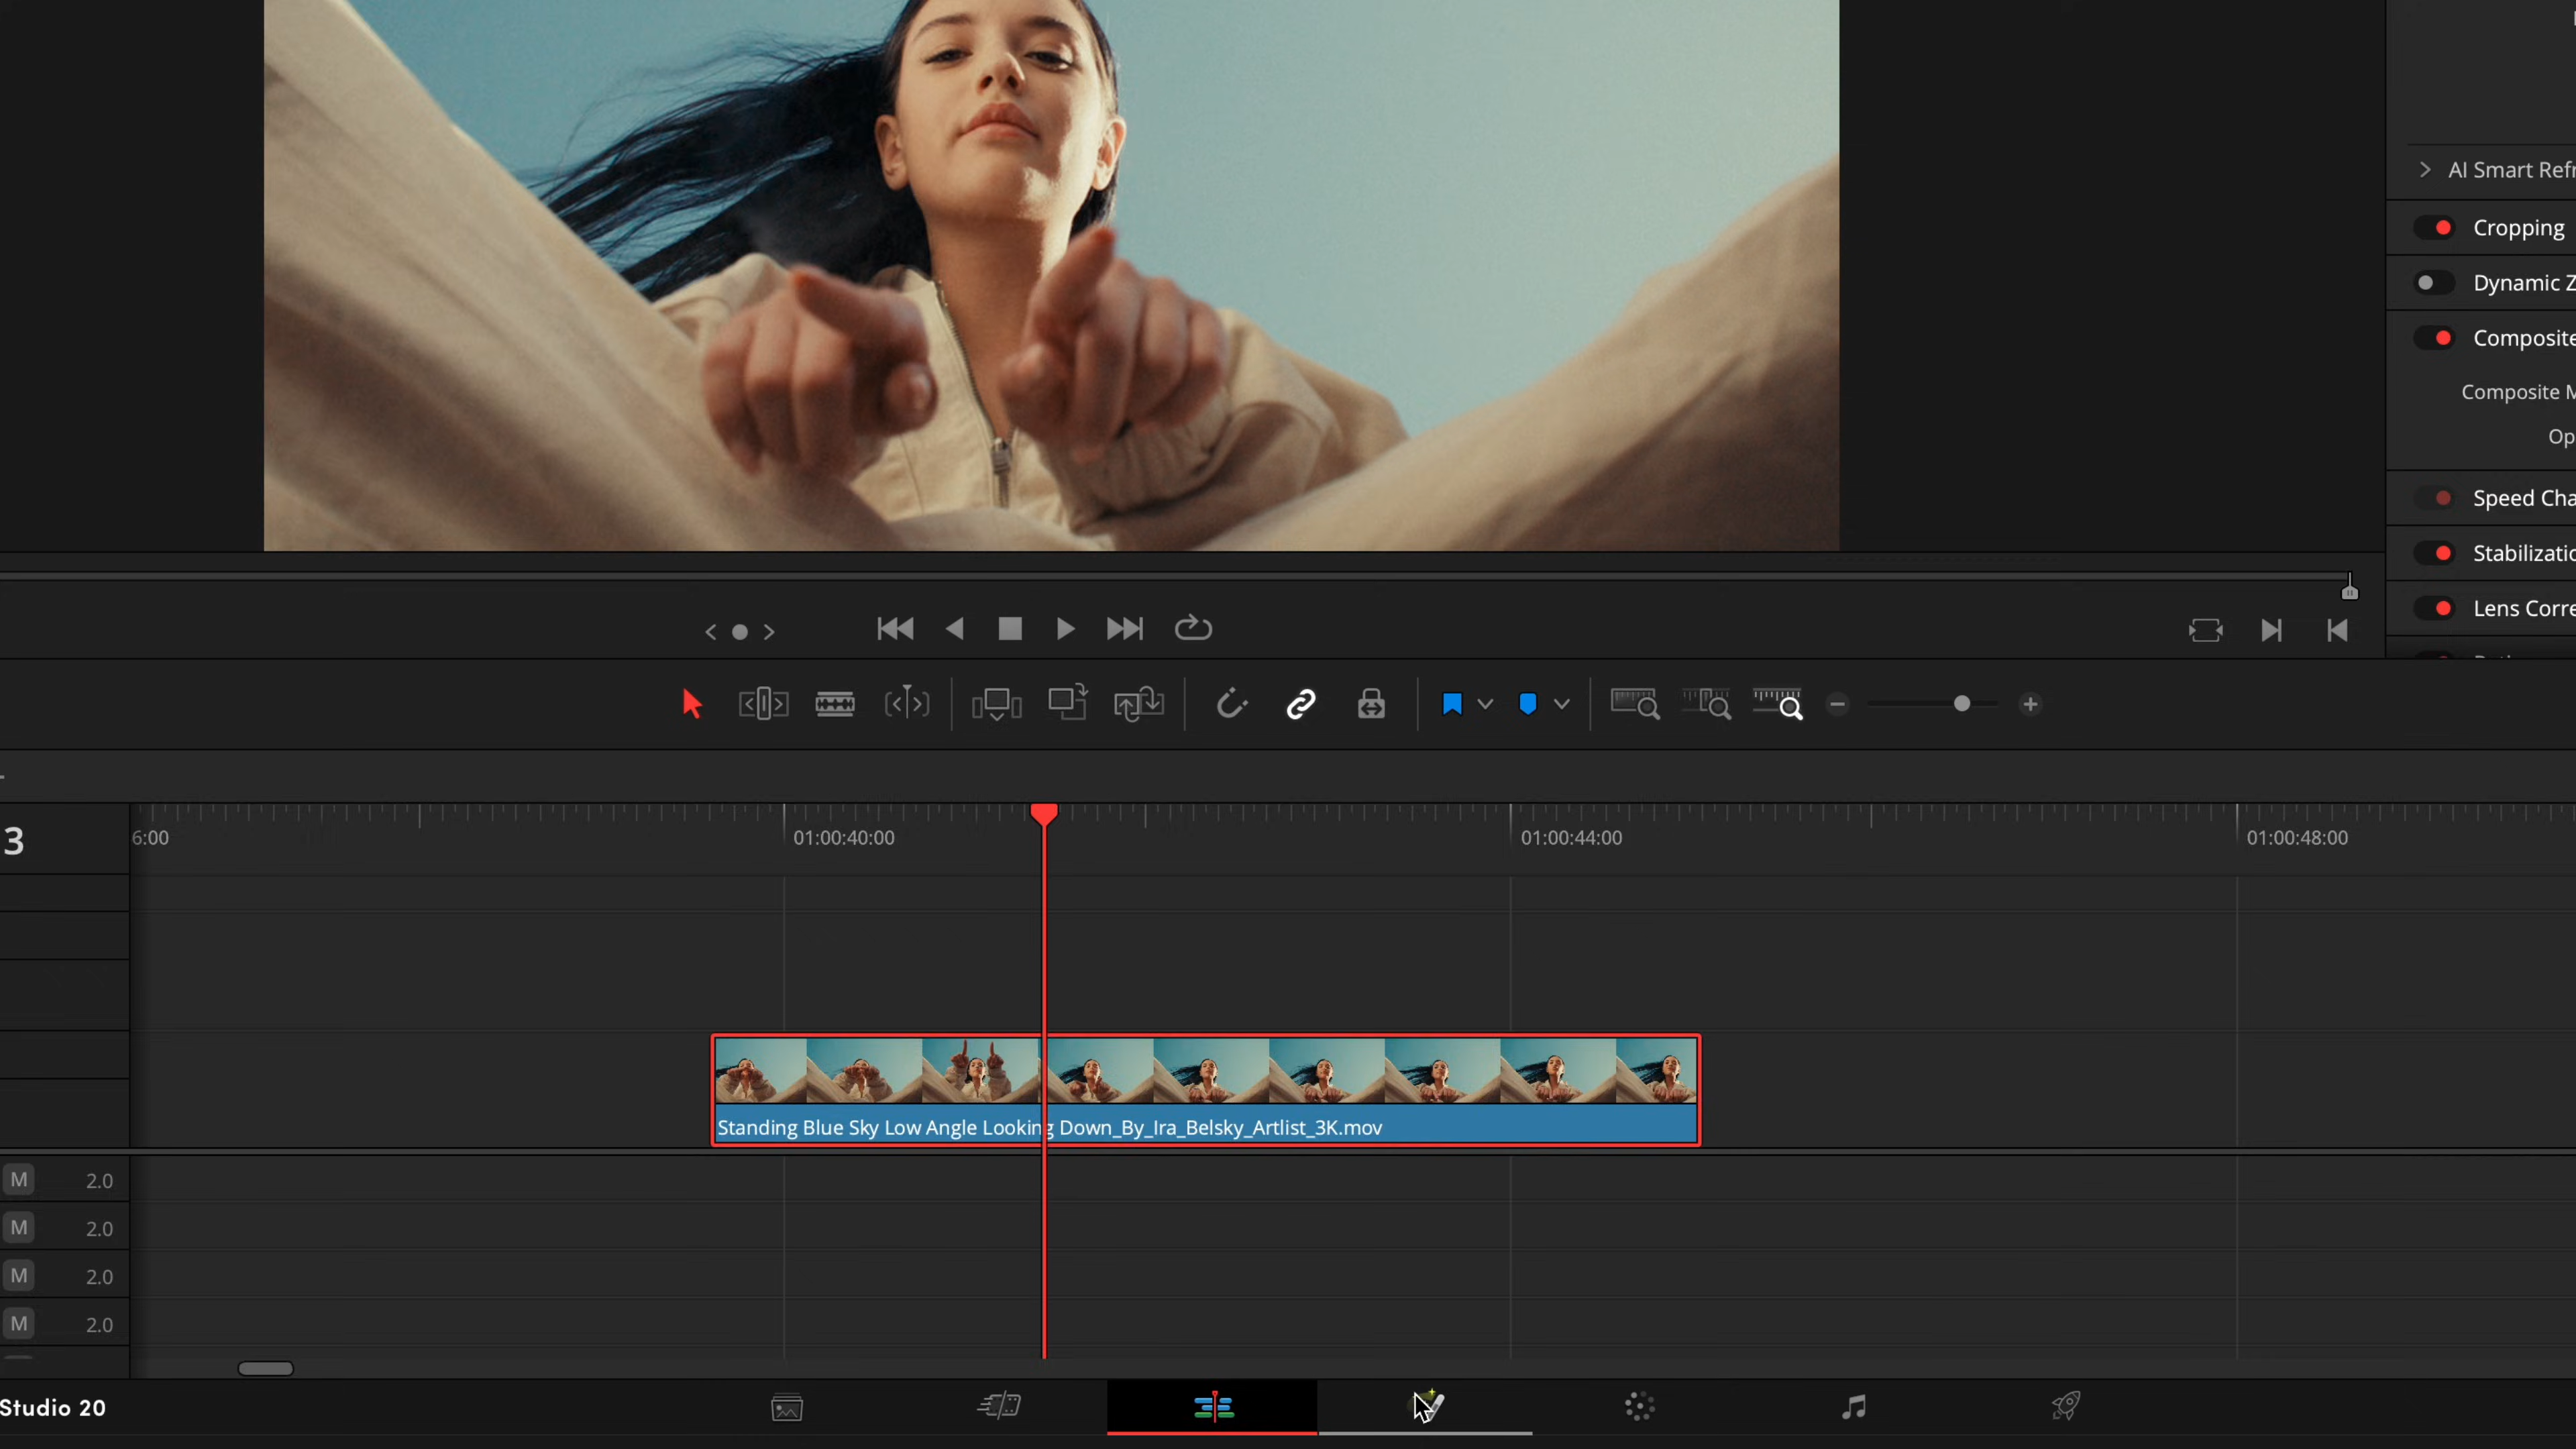 AI Smart Refr
Cropping
Dynamic Z
Composite
Composite M
Op
Speed Cha
Stabilizatio
Lens Corre
3
6:00
01:00:40:00
01:00:44:00
01:00:48:00
Standing Blue Sky Low Angle Looking Down_By_Ira_Belsky_Artlist_3K.mov
M 2.0
M 2.0
M 2.0
M 2.0
Studio 20